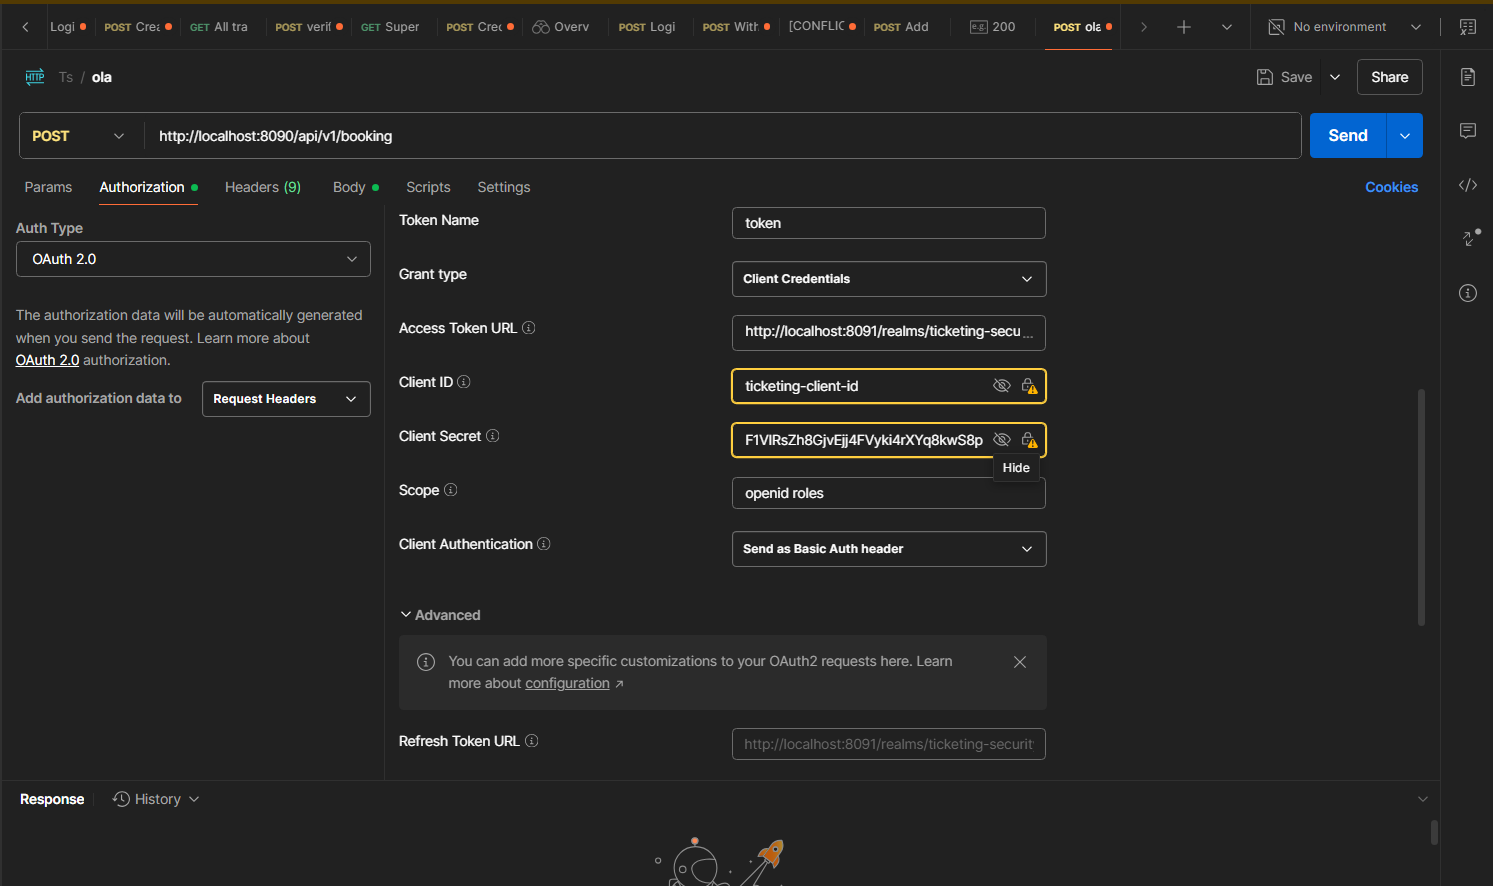 Logi
POST Crea
GET All tra
POST verif
GET Super
POST Crec
Overv
POST Logi
POST With
[CONFLIC
POST Add
e.g. 200
POST ola
No environment
HTTP Ts / ola
Save
Share
POST
http://localhost:8090/api/v1/booking
Send
Params
Authorization
Headers (9)
Body
Scripts
Settings
Cookies
Auth Type
OAuth 2.0
The authorization data will be automatically generated
when you send the request. Learn more about
OAuth 2.0 authorization.
Add authorization data to
Request Headers
Token Name
token
Grant type
Client Credentials
Access Token URL
http://localhost:8091/realms/ticketing-secu...
Client ID
ticketing-client-id
Client Secret
F1VIRsZh8GjvEjj4FVyki4rXYq8kwS8p
Hide
Scope
openid roles
Client Authentication
Send as Basic Auth header
Advanced
You can add more specific customizations to your OAuth2 requests here. Learn
more about configuration ↗
Refresh Token URL
http://localhost:8091/realms/ticketing-securit
Response
History